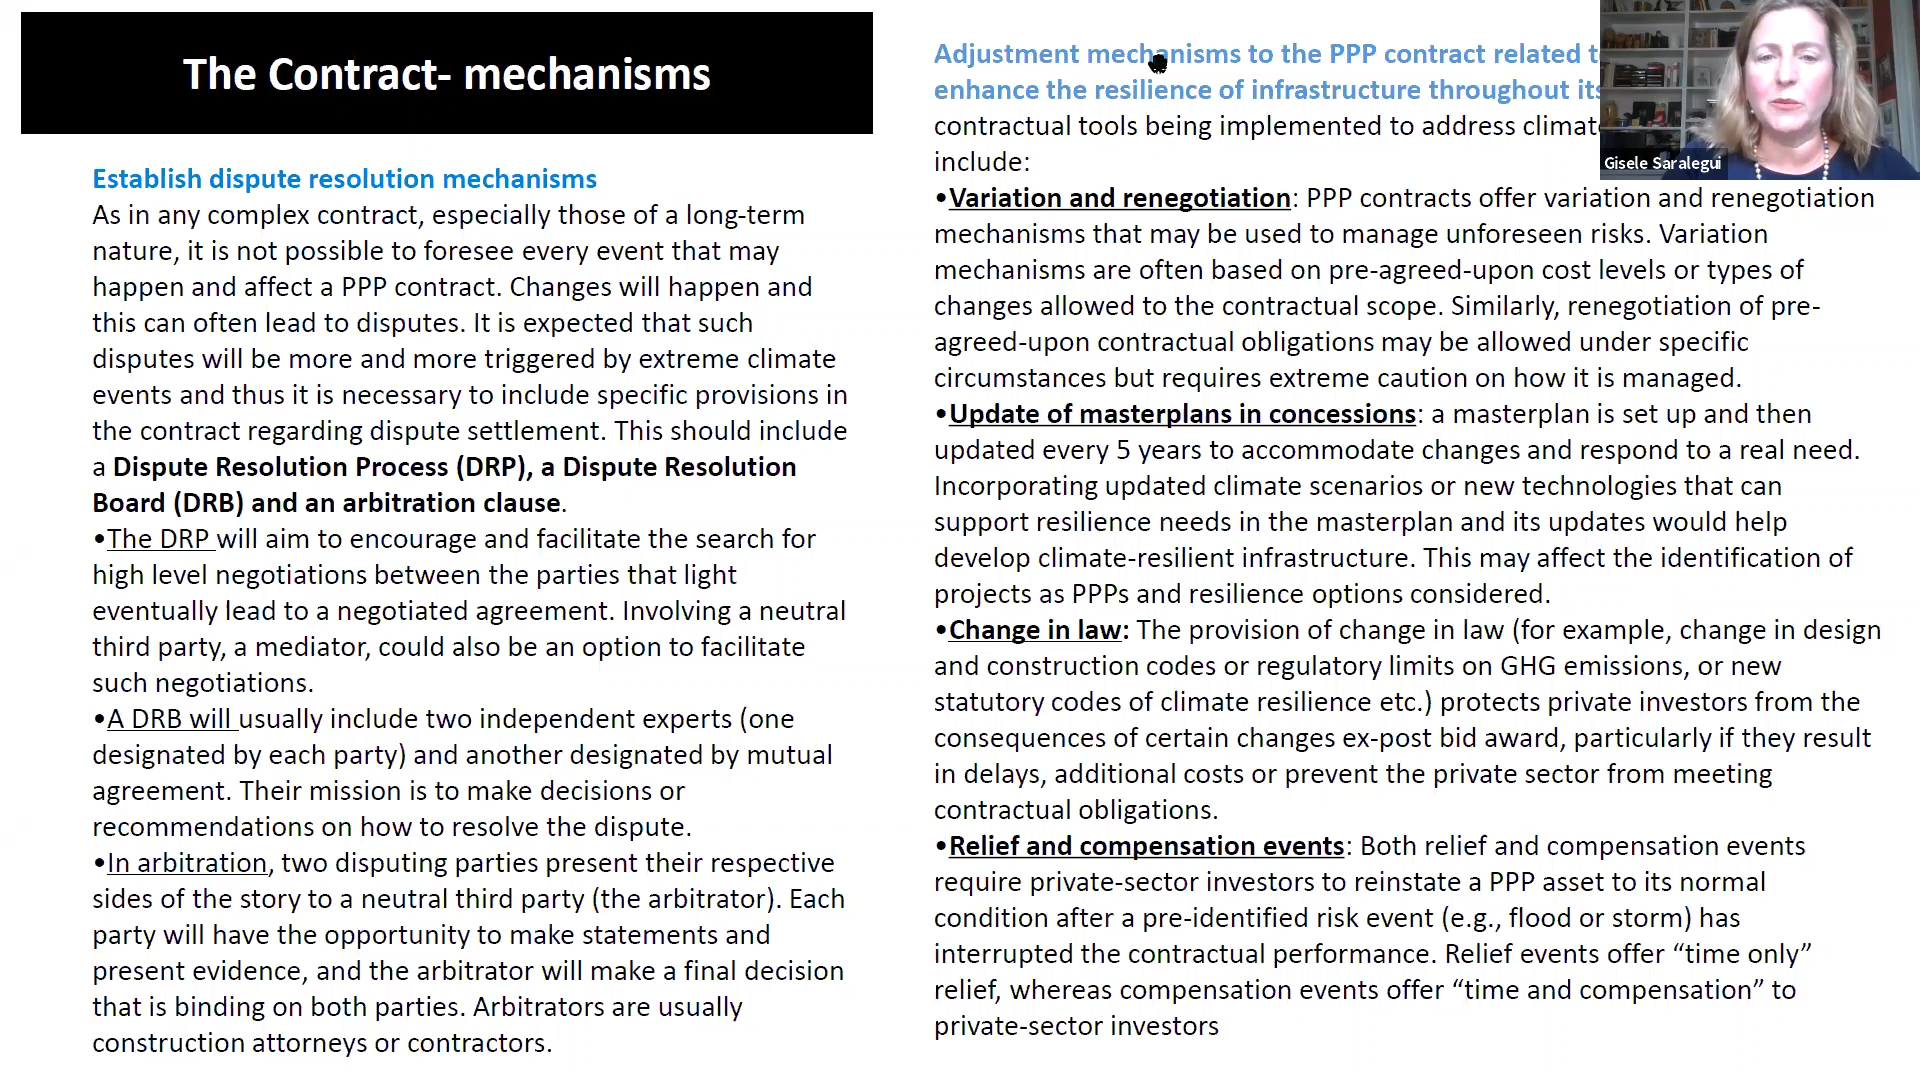 The Contract- mechanisms
Establish dispute resolution mechanisms
As in any complex contract, especially those of a long-term
nature, it is not possible to foresee every event that may
happen and affect a PPP contract. Changes will happen and
this can often lead to disputes. It is expected that such
disputes will be more and more triggered by extreme climate
events and thus it is necessary to include specific provisions in
the contract regarding dispute settlement. This should include
a Dispute Resolution Process (DRP), a Dispute Resolution
Board (DRB) and an arbitration clause.
•The DRP will aim to encourage and facilitate the search for
high level negotiations between the parties that light
eventually lead to a negotiated agreement. Involving a neutral
third party, a mediator, could also be an option to facilitate
such negotiations.
•A DRB will usually include two independent experts (one
designated by each party) and another designated by mutual
agreement. Their mission is to make decisions or
recommendations on how to resolve the dispute.
•In arbitration, two disputing parties present their respective
sides of the story to a neutral third party (the arbitrator). Each
party will have the opportunity to make statements and
present evidence, and the arbitrator will make a final decision
that is binding on both parties. Arbitrators are usually
construction attorneys or contractors.
Adjustment mechanisms to the PPP contract related
enhance the resilience of infrastructure throughout its
contractual tools being implemented to address
include:
•Variation and renegotiation: PPP contracts offer variation and renegotiation
mechanisms that may be used to manage unforeseen risks. Variation
mechanisms are often based on pre-agreed-upon cost levels or types of
changes allowed to the contractual scope. Similarly, renegotiation of pre-
agreed-upon contractual obligations may be allowed under specific
circumstances but requires extreme caution on how it is managed.
•Update of masterplans in concessions: a masterplan is set up and then
updated every 5 years to accommodate changes and respond to a real need.
Incorporating updated climate scenarios or new technologies that can
support resilience needs in the masterplan and its updates would help
develop climate-resilient infrastructure. This may affect the identification of
projects as PPPs and resilience options considered.
•Change in law: The provision of change in law (for example, change in design
and construction codes or regulatory limits on GHG emissions, or new
statutory codes of climate resilience etc.) protects private investors from the
consequences of certain changes ex-post bid award, particularly if they result
in delays, additional costs or prevent the private sector from meeting
contractual obligations.
•Relief and compensation events: Both relief and compensation events
require private-sector investors to reinstate a PPP asset to its normal
condition after a pre-identified risk event (e.g., flood or storm) has
interrupted the contractual performance. Relief events offer “time only”
relief, whereas compensation events offer “time and compensation” to
private-sector investors
Gisele Saralegui